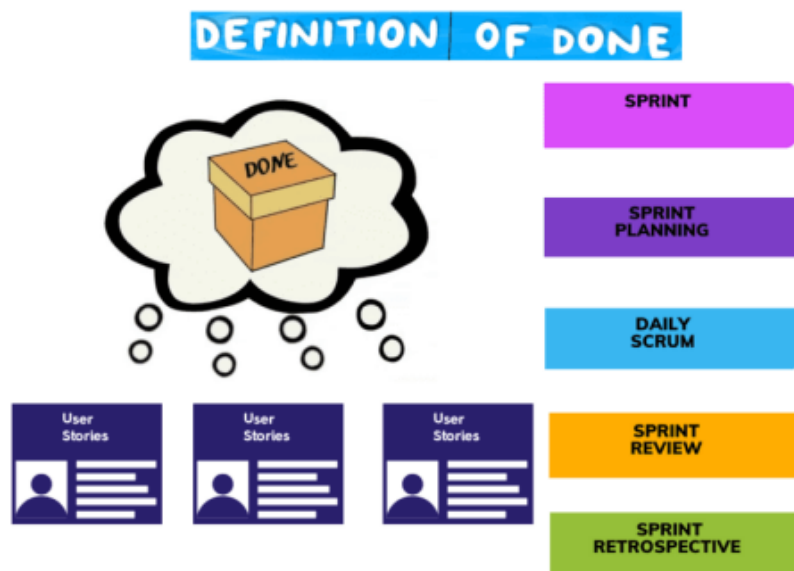 DEFINITION OF DONE
SPRINT
DONE
SPRINT
PLANNING
DAILY
SCRUM
User
Stories
User
Stories
User
Stories
SPRINT
REVIEW
SPRINT
RETROSPECTIVE